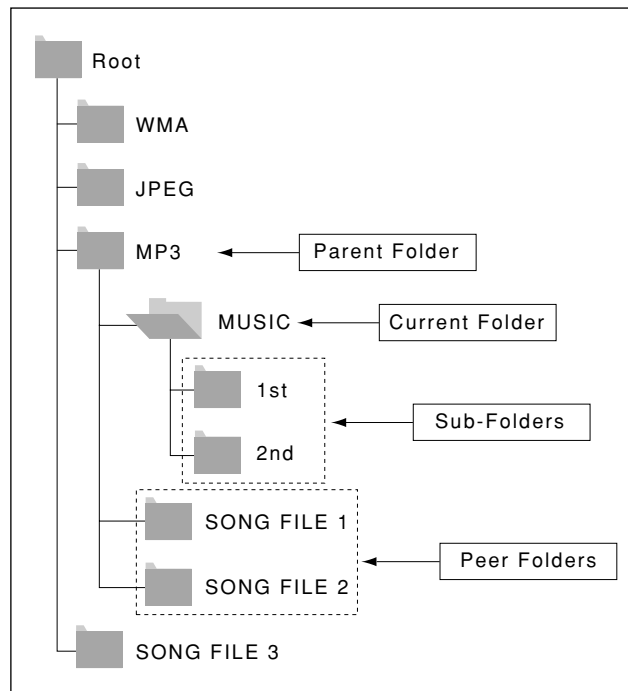 Root
WMA
JPEG
MP3
Parent Folder
MUSIC
Current Folder
1st
Sub-Folders
2nd
SONG FILE 1
Peer Folders
SONG FILE 2
SONG FILE 3